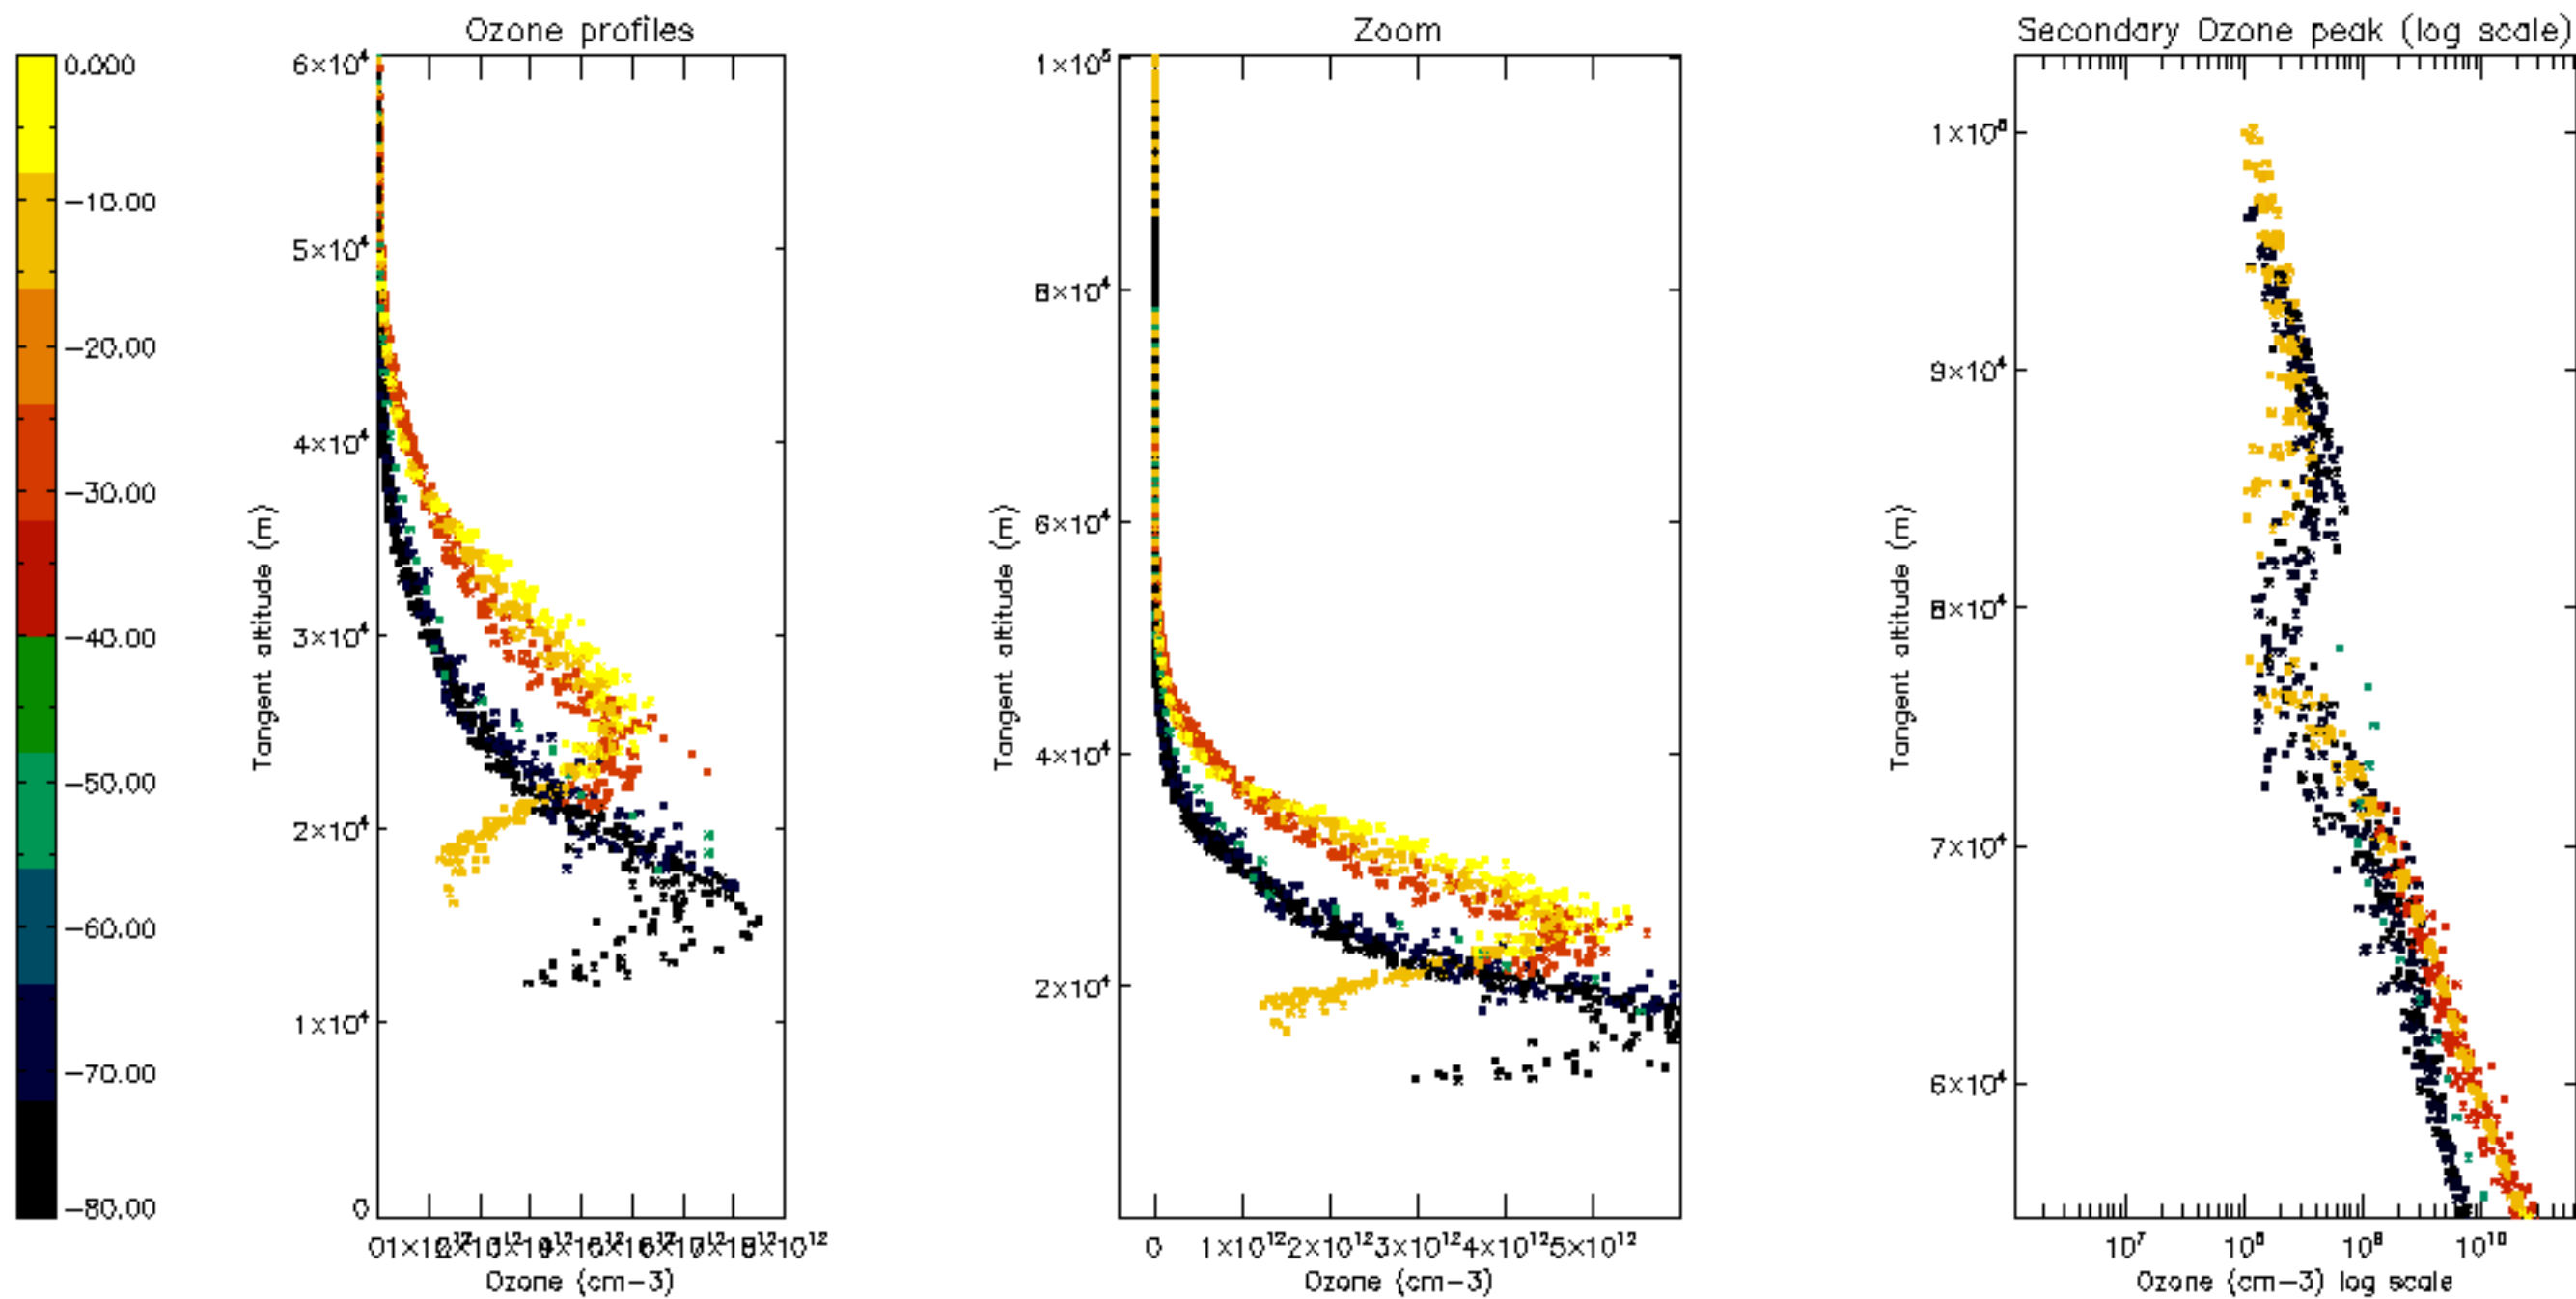 Ozone profiles
Zoom
Secondary Ozone peak (log scale)
0.000
-10.00
-20.00
-30.00
-40.00
-50.00
-60.00
-70.00
-80.00
6×10⁴
5×10⁴
4×10⁴
3×10⁴
2×10⁴
1×10⁴
0
Tangent altitude (m)
Ozone (cm-3)
1×10⁵
8×10⁴
6×10⁴
4×10⁴
2×10⁴
Tangent altitude (m)
0 1×10¹² 2×10¹² 3×10¹² 4×10¹² 5×10¹²
Ozone (cm-3)
9×10⁴
8×10⁴
7×10⁴
6×10⁴
Tangent altitude (m)
10⁷ 10⁸ 10⁹ 10¹⁰
Ozone (cm-3) log scale